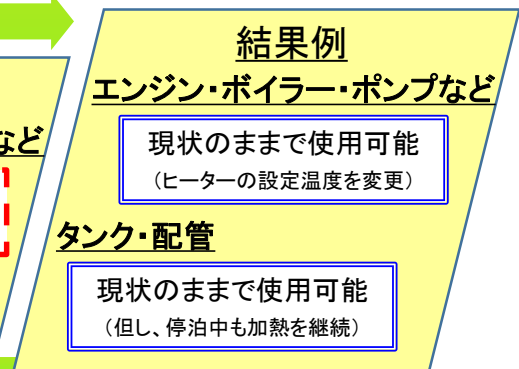 結果例
エンジン・ボイラー・ポンプなど
現状のままで使用可能
（ヒーターの設定温度を変更）
タンク・配管
現状のままで使用可能
（但し、停泊中も加熱を継続）
など